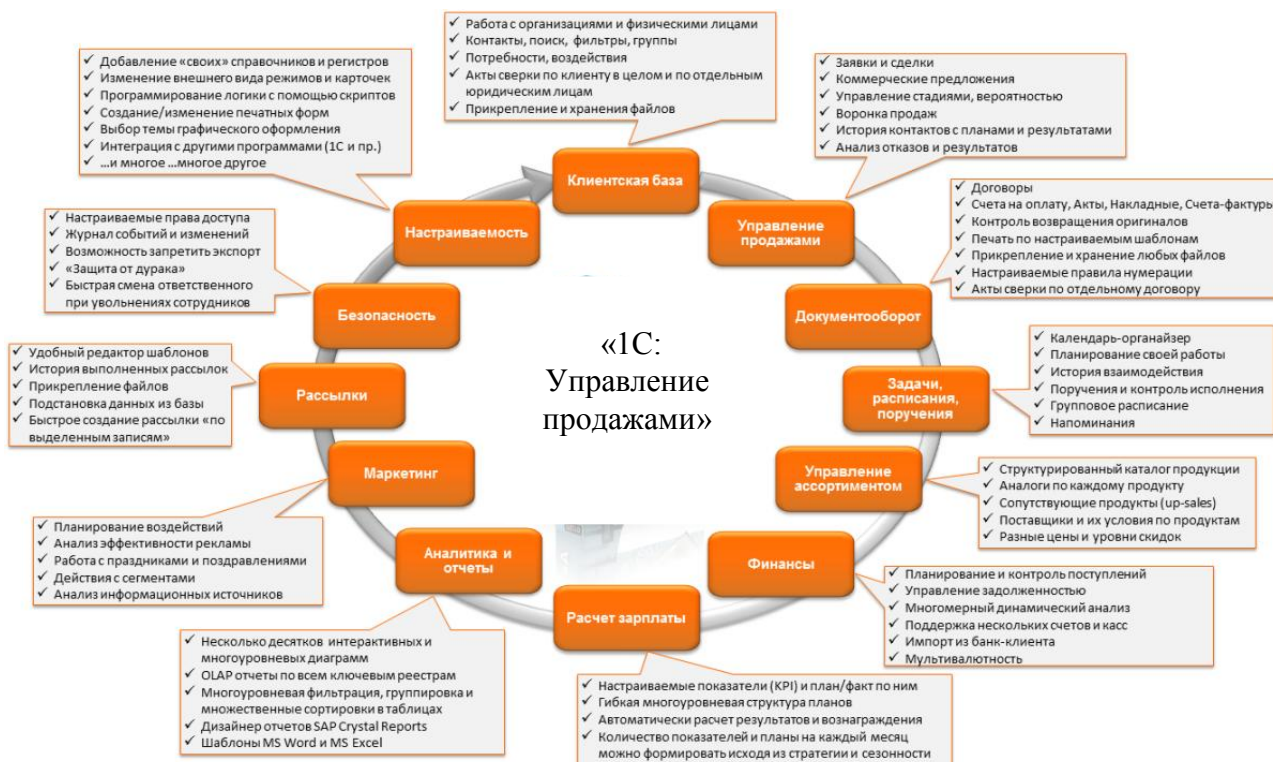 Работа с организациями и физическими лицами
Контакты, поиск, фильтры, группы
Потребности, воздействия
Акты сверки по клиенту в целом и по отдельным
юридическим лицам
Прикрепление и хранения файлов
Клиентская база
Заявки и сделки
Коммерческие предложения
Управление стадиями, вероятностью
Воронка продаж
История контактов с планами и результатами
Анализ отказов и результатов
Управление
продажами
Договоры
Счета на оплату, Акты, Накладные, Счета-фактуры
Контроль возвращения оригиналов
Печать по настраиваемым шаблонам
Прикрепление и хранение любых файлов
Настраиваемые правила нумерации
Акты сверки по отдельному договору
Документооборот
Календарь-органайзер
Планирование своей работы
История взаимодействия
Поручения и контроль исполнения
Групповое расписание
Напоминания
Задачи,
расписания,
поручения
Структурированный каталог продукции
Аналоги по каждому продукту
Сопутствующие продукты (up-sales)
Поставщики и их условия по продуктам
Разные цены и уровни скидок
Управление
ассортиментом
Планирование и контроль поступлений
Управление задолженностью
Многомерный динамический анализ
Поддержка нескольких счетов и касс
Импорт из банк-клиента
Мультивалютность
Финансы
Расчет зарплаты
Настраиваемые показатели (KPI) и план/факт по ним
Гибкая многоуровневая структура планов
Автоматически расчет результатов и вознаграждения
Количество показателей и планы на каждый месяц
можно формировать исходя из стратегии и сезонности
Аналитика и
отчеты
Несколько десятков интерактивных и
многоуровневых диаграмм
OLAP отчеты по всем ключевым реестрам
Многоуровневая фильтрация, группировка и
множественные сортировки в таблицах
Дизайнер отчетов SAP Crystal Reports
Шаблоны MS Word и MS Excel
Маркетинг
Планирование воздействий
Анализ эффективности рекламы
Работа с праздниками и поздравлениями
Действия с сегментами
Анализ информационных источников
Рассылки
Удобный редактор шаблонов
История выполненных рассылок
Прикрепление файлов
Подстановка данных из базы
Быстрое создание рассылки «по
выделенным записям»
Безопасность
Настраиваемые права доступа
Журнал событий и изменений
Возможность запретить экспорт
«Защита от дурака»
Быстрая смена ответственного
при увольнениях сотрудников
Настраиваемость
Добавление «своих» справочников и регистров
Изменение внешнего вида режимов и карточек
Программирование логики с помощью скриптов
Создание/изменение печатных форм
Выбор темы графического оформления
Интеграция с другими программами (1С и пр.)
...и многое ...многое другое
«1С:
Управление
продажами»